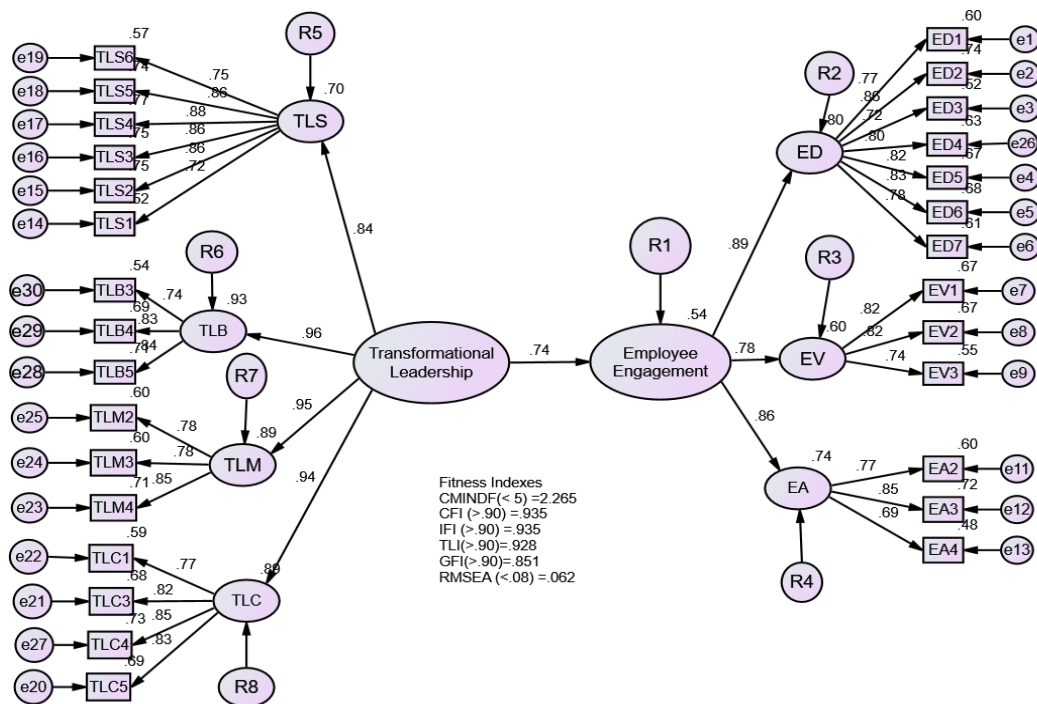 .57
e19
TLS6
.74
e18
TLS5
.77
e17
TLS4
.75
e16
TLS3
.75
e15
TLS2
.52
e14
TLS1
.75
.86
.88
.86
.86
.72
R5
.70
TLS
.84
.54
e30
TLB3
.69
e29
TLB4
.71
e28
TLB5
.74
.83
.84
R6
.93
TLB
.96
.60
e25
TLM2
.60
e24
TLM3
.71
e23
TLM4
.78
.78
.85
R7
.89
TLM
.95
.59
e22
TLC1
.68
e21
TLC3
.73
e27
TLC4
.69
e20
TLC5
.77
.82
.85
.83
.89
TLC
R8
.94
Transformational
Leadership
.74
R1
.54
Employee
Engagement
.89
.78
.86
R2
.80
ED
.77
.86
.72
.80
.82
.83
.78
.60
ED1
e1
.74
ED2
e2
.52
ED3
e3
.63
ED4
e26
.67
ED5
e4
.68
ED6
e5
.61
ED7
e6
R3
.60
EV
.82
.82
.74
.67
EV1
e7
.67
EV2
e8
.55
EV3
e9
.74
EA
R4
.77
.85
.69
.60
EA2
e11
.72
EA3
e12
.48
EA4
e13
Fitness Indexes
CMINDF(< 5) =2.265
CFI (>.90) =.935
IFI (>.90) =.935
TLI(>.90)=.928
GFI(>.90)=.851
RMSEA (<.08) =.062